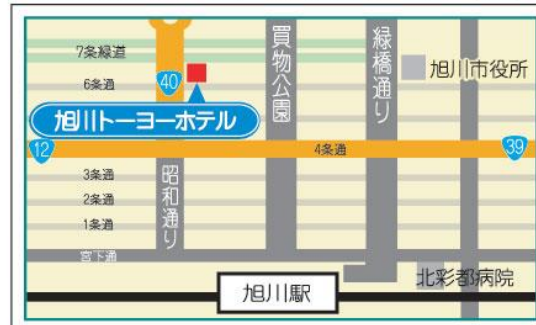 7条緑道
6条通
40
旭川トーヨーホテル
買物公園
緑橋通り
旭川市役所
12
4条通
39
3条通
2条通
1条通
昭和通り
宮下通
北彩都病院
旭川駅